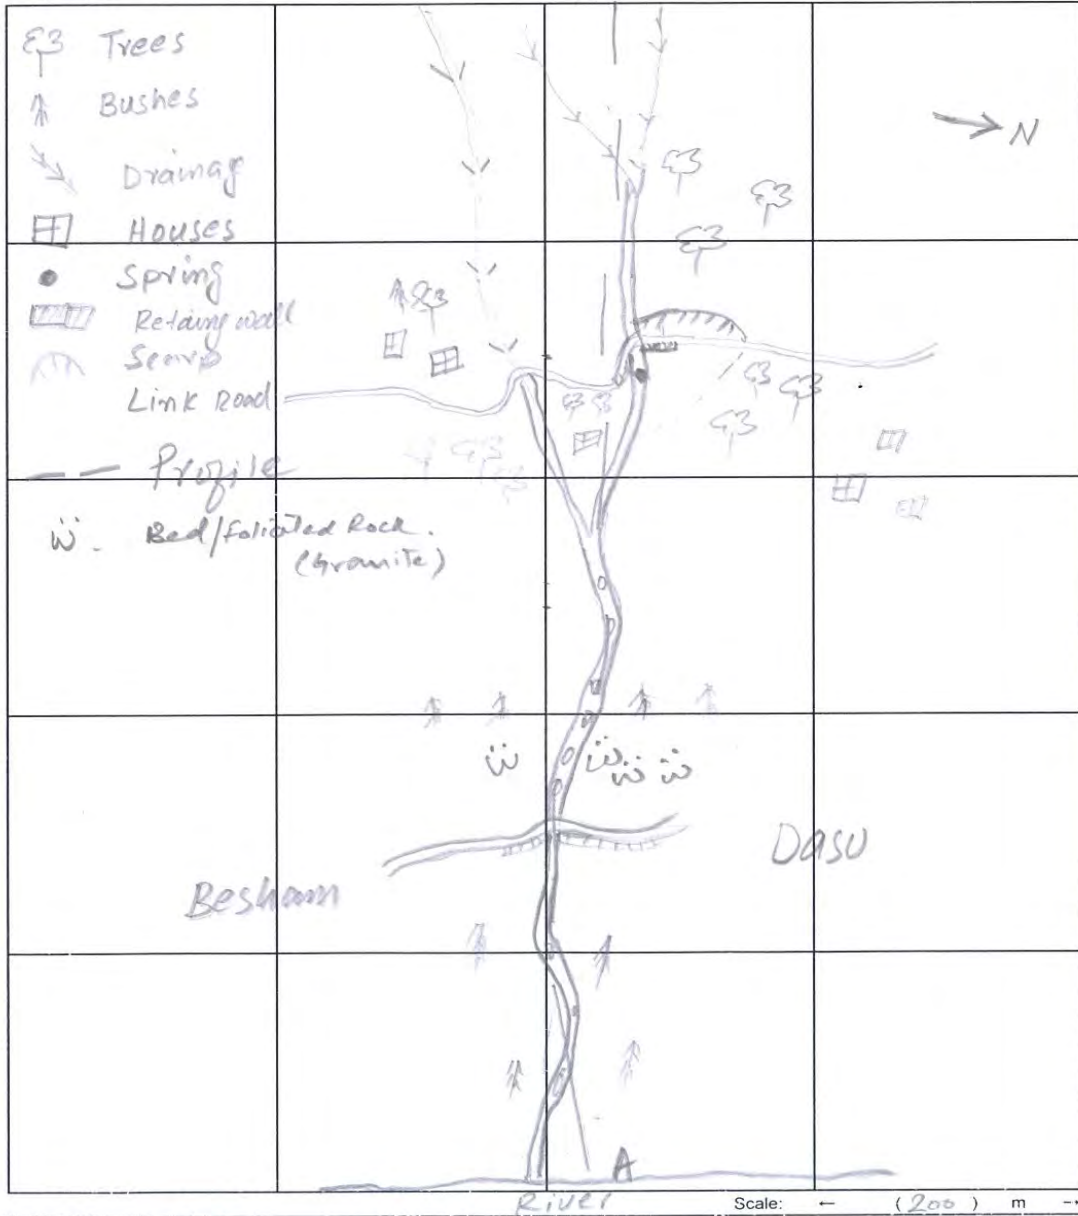 Trees
Bushes
N
Drainag
Houses
Spring
Retaing wall
Scarp
Link Road
Profile
Bed/foliated Rock.
(Granite)
Dasu
Besham
A
River
Scale: ← (200) m →